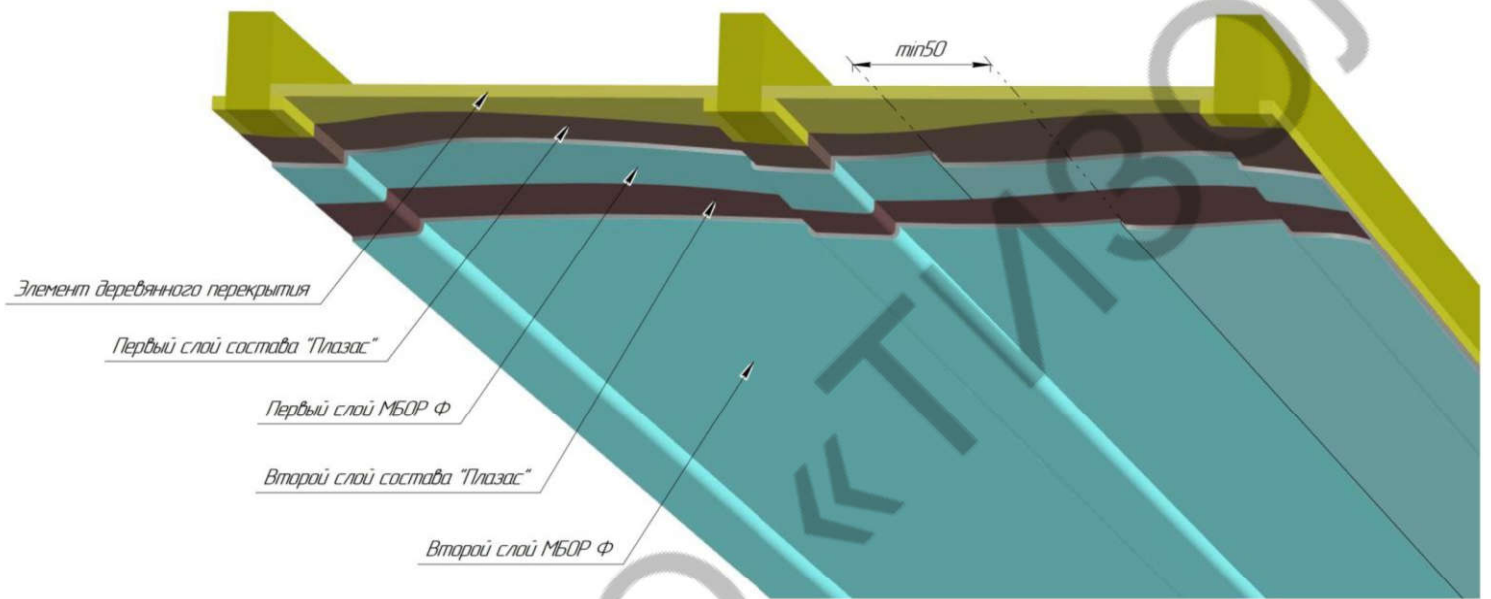 min50
Элемент деревянного перекрытия
Первый слой состава "Плазас"
Первый слой МБОР Ф
Второй слой состава "Плазас"
Второй слой МБОР Ф
«ТИЗОЛ